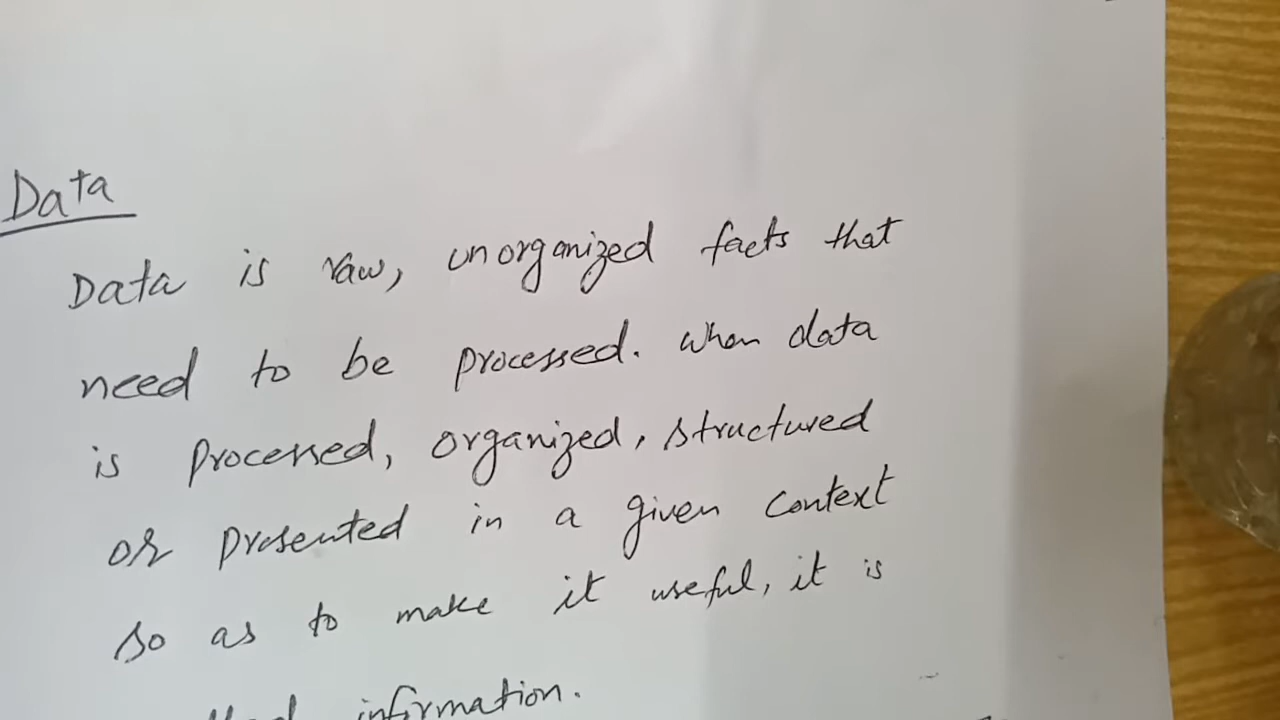 Data
Data is raw, unorganized facts that
need to be processed. when data
is processed, organized, structured
or presented in a given context
so as to make it useful, it is
information.